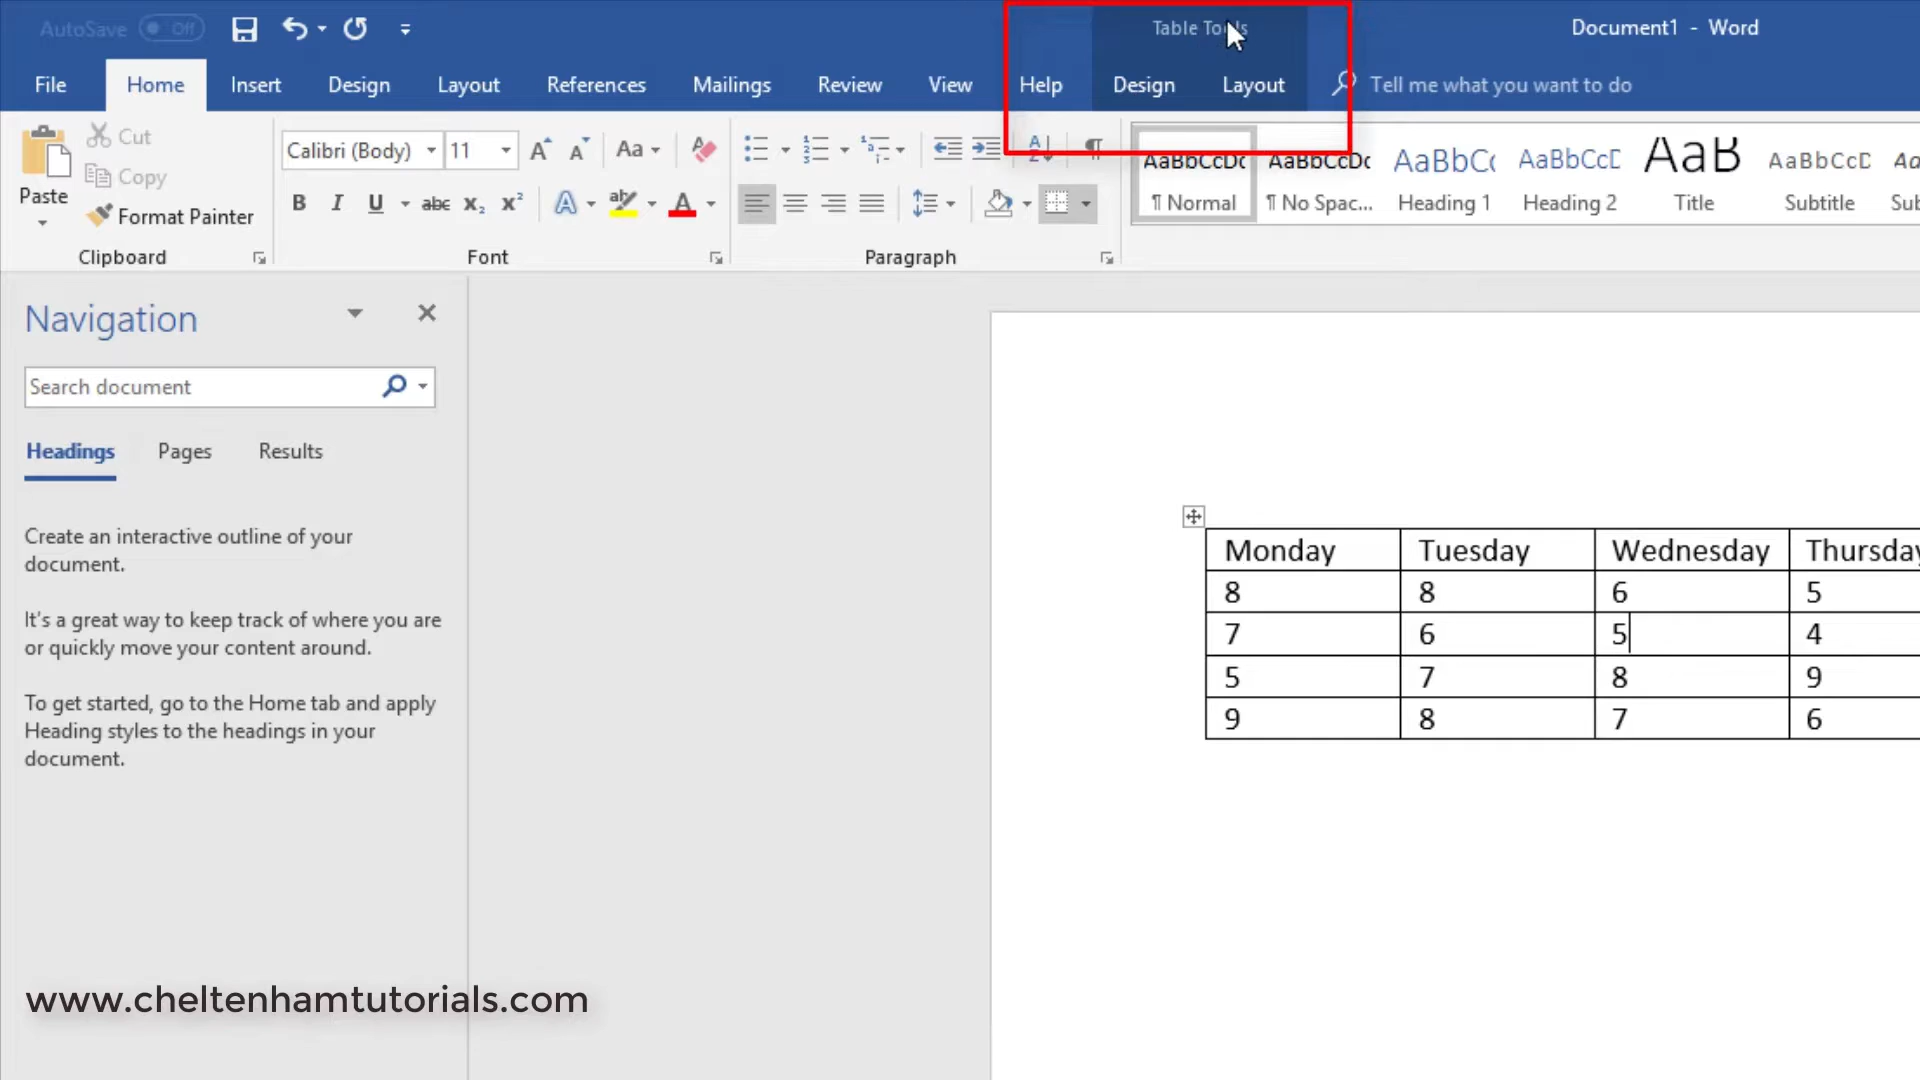 AutoSave Off
Table Tools
Document1 - Word
File Home Insert Design Layout References Mailings Review View Help Design Layout Tell me what you want to do
Paste
Cut
Copy
Format Painter
Clipboard
Calibri (Body) 11
Aa
B I U abc x₂ x²
A
Font
Paragraph
AaBbCcDc AaBbCcDc AaBbCc AaBbCcD AaB AaBbCcD
¶ Normal ¶ No Spac... Heading 1 Heading 2 Title Subtitle
Navigation
Search document
Headings Pages Results
Create an interactive outline of your
document.
It's a great way to keep track of where you are
or quickly move your content around.
To get started, go to the Home tab and apply
Heading styles to the headings in your
document.
Monday Tuesday Wednesday Thursday
8 8 6 5
7 6 5 4
5 7 8 9
9 8 7 6
www.cheltenhamtutorials.com